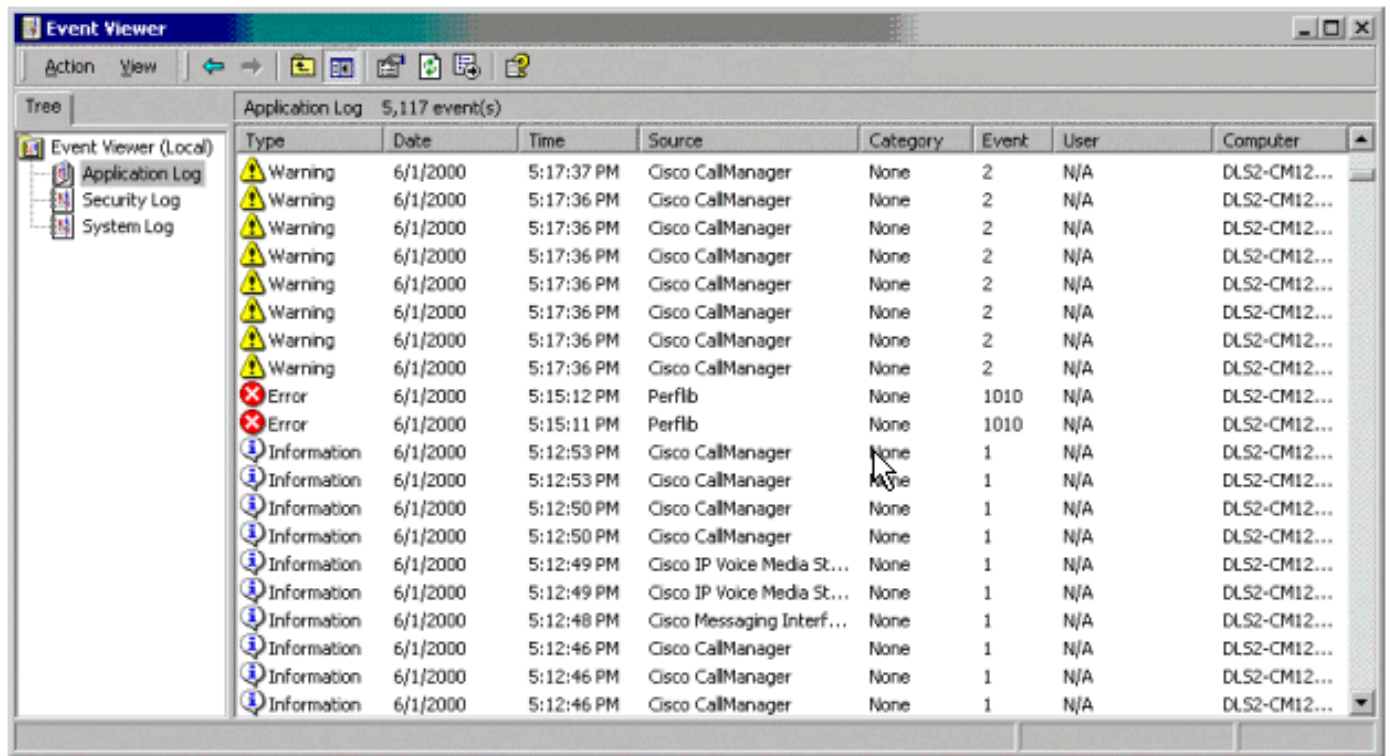 Event Viewer
Action View
Tree
Application Log 5,117 event(s)
Event Viewer (Local)
Application Log
Security Log
System Log
Type Date Time Source Category Event User Computer
Warning 6/1/2000 5:17:37 PM Cisco CallManager None 2 N/A DLS2-CM12...
Warning 6/1/2000 5:17:36 PM Cisco CallManager None 2 N/A DLS2-CM12...
Warning 6/1/2000 5:17:36 PM Cisco CallManager None 2 N/A DLS2-CM12...
Warning 6/1/2000 5:17:36 PM Cisco CallManager None 2 N/A DLS2-CM12...
Warning 6/1/2000 5:17:36 PM Cisco CallManager None 2 N/A DLS2-CM12...
Warning 6/1/2000 5:17:36 PM Cisco CallManager None 2 N/A DLS2-CM12...
Warning 6/1/2000 5:17:36 PM Cisco CallManager None 2 N/A DLS2-CM12...
Warning 6/1/2000 5:17:36 PM Cisco CallManager None 2 N/A DLS2-CM12...
Error 6/1/2000 5:15:12 PM Perflib None 1010 N/A DLS2-CM12...
Error 6/1/2000 5:15:11 PM Perflib None 1010 N/A DLS2-CM12...
Information 6/1/2000 5:12:53 PM Cisco CallManager None 1 N/A DLS2-CM12...
Information 6/1/2000 5:12:53 PM Cisco CallManager None 1 N/A DLS2-CM12...
Information 6/1/2000 5:12:50 PM Cisco CallManager None 1 N/A DLS2-CM12...
Information 6/1/2000 5:12:50 PM Cisco CallManager None 1 N/A DLS2-CM12...
Information 6/1/2000 5:12:49 PM Cisco IP Voice Media St... None 1 N/A DLS2-CM12...
Information 6/1/2000 5:12:49 PM Cisco IP Voice Media St... None 1 N/A DLS2-CM12...
Information 6/1/2000 5:12:48 PM Cisco Messaging Interf... None 1 N/A DLS2-CM12...
Information 6/1/2000 5:12:46 PM Cisco CallManager None 1 N/A DLS2-CM12...
Information 6/1/2000 5:12:46 PM Cisco CallManager None 1 N/A DLS2-CM12...
Information 6/1/2000 5:12:46 PM Cisco CallManager None 1 N/A DLS2-CM12...